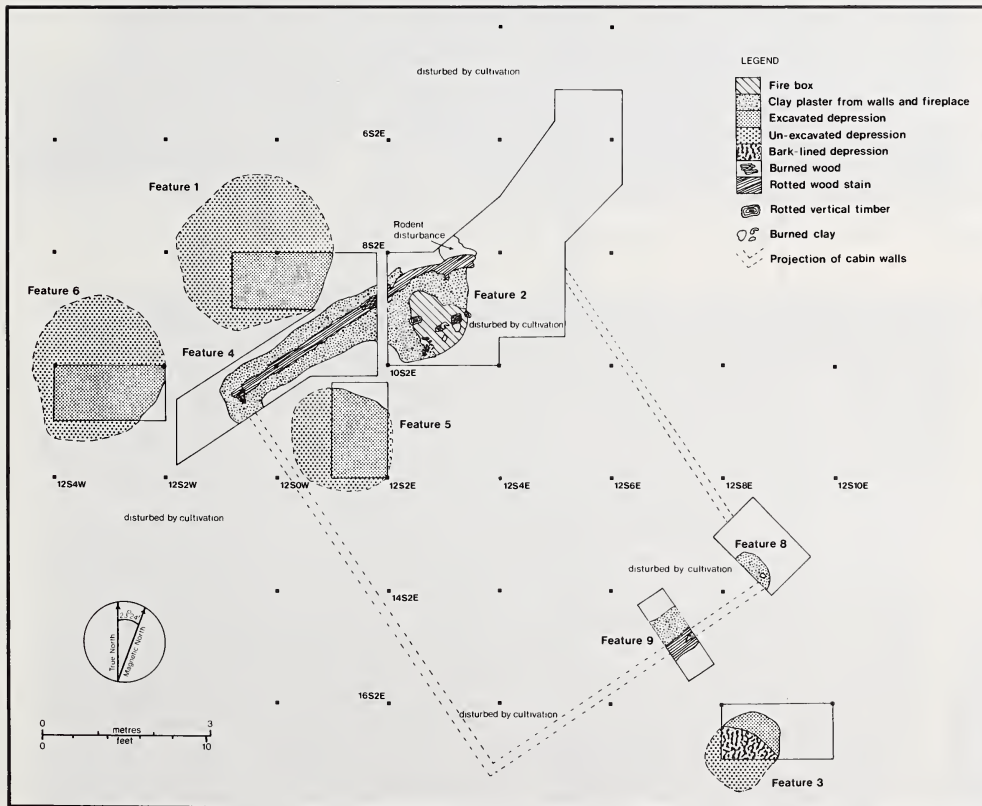 disturbed by cultivation
LEGEND
Fire box
Clay plaster from walls and fireplace
Excavated depression
Un-excavated depression
Bark-lined depression
Burned wood
Rotted wood stain
Rotted vertical timber
Burned clay
Projection of cabin walls
6S2E
Feature 1
Rodent
disturbance
8S2E
Feature 6
Feature 2
disturbed by cultivation
Feature 4
10S2E
Feature 5
12S4W
12S2W
12S0W
12S2E
12S4E
12S6E
12S8E
12S10E
disturbed by cultivation
Feature 8
disturbed by cultivation
14S2E
True North
Magnetic North
Feature 9
16S2E
disturbed by cultivation
0 3
metres
feet
0 10
Feature 3